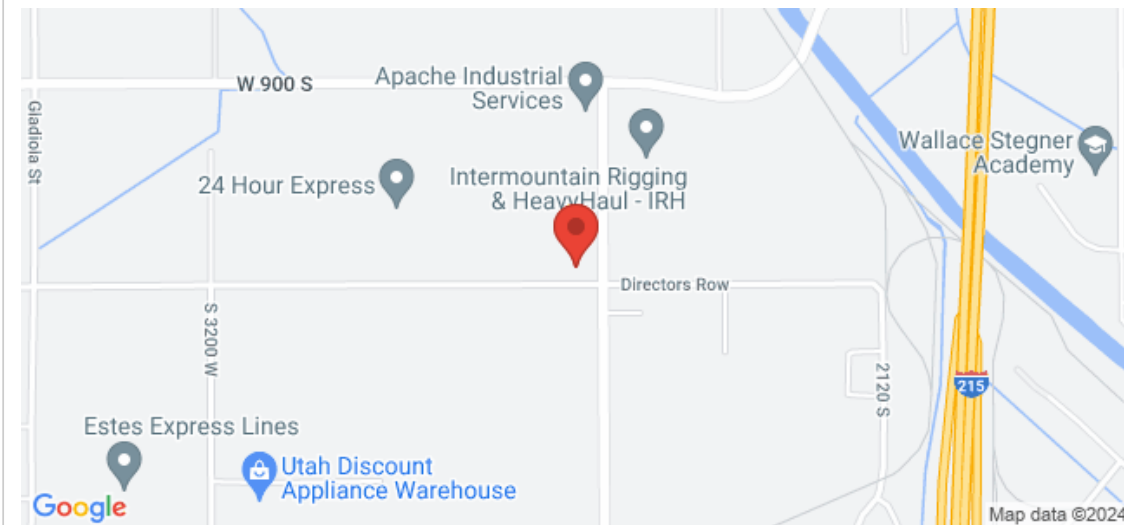 W 900 S
Apache Industrial
Services
Gladiola St
Wallace Stegner
Academy
24 Hour Express
Intermountain Rigging
& HeavyHaul - IRH
Directors Row
S 3200 W
2120 S
215
Estes Express Lines
Utah Discount
Appliance Warehouse
Google
Map data ©2024